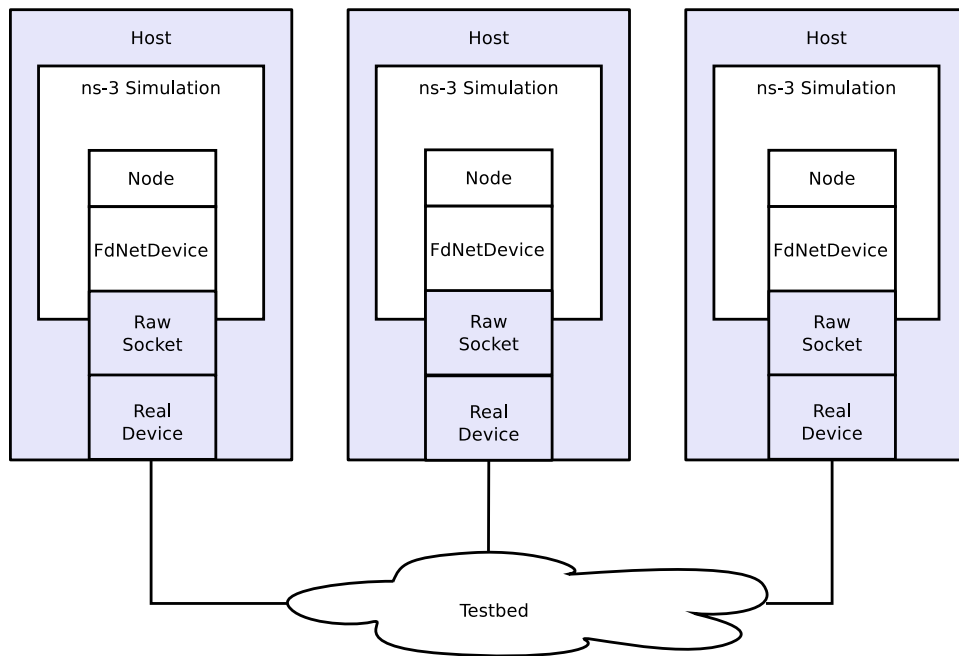 Host
ns-3 Simulation
Node
FdNetDevice
Raw
Socket
Real
Device
Host
ns-3 Simulation
Node
FdNetDevice
Raw
Socket
Real
Device
Host
ns-3 Simulation
Node
FdNetDevice
Raw
Socket
Real
Device
Testbed